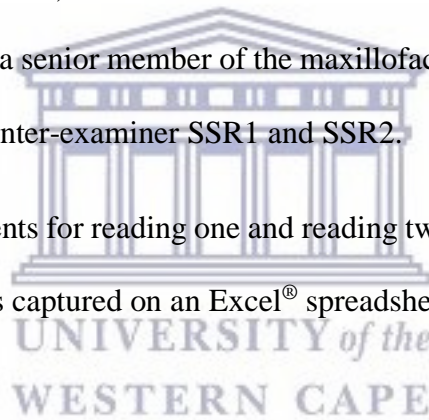 a senior member of the maxillofac
nter-examiner SSR1 and SSR2.
nts for reading one and reading tw
s captured on an Excel® spreadshe
UNIVERSITY of the
WESTERN CAPE